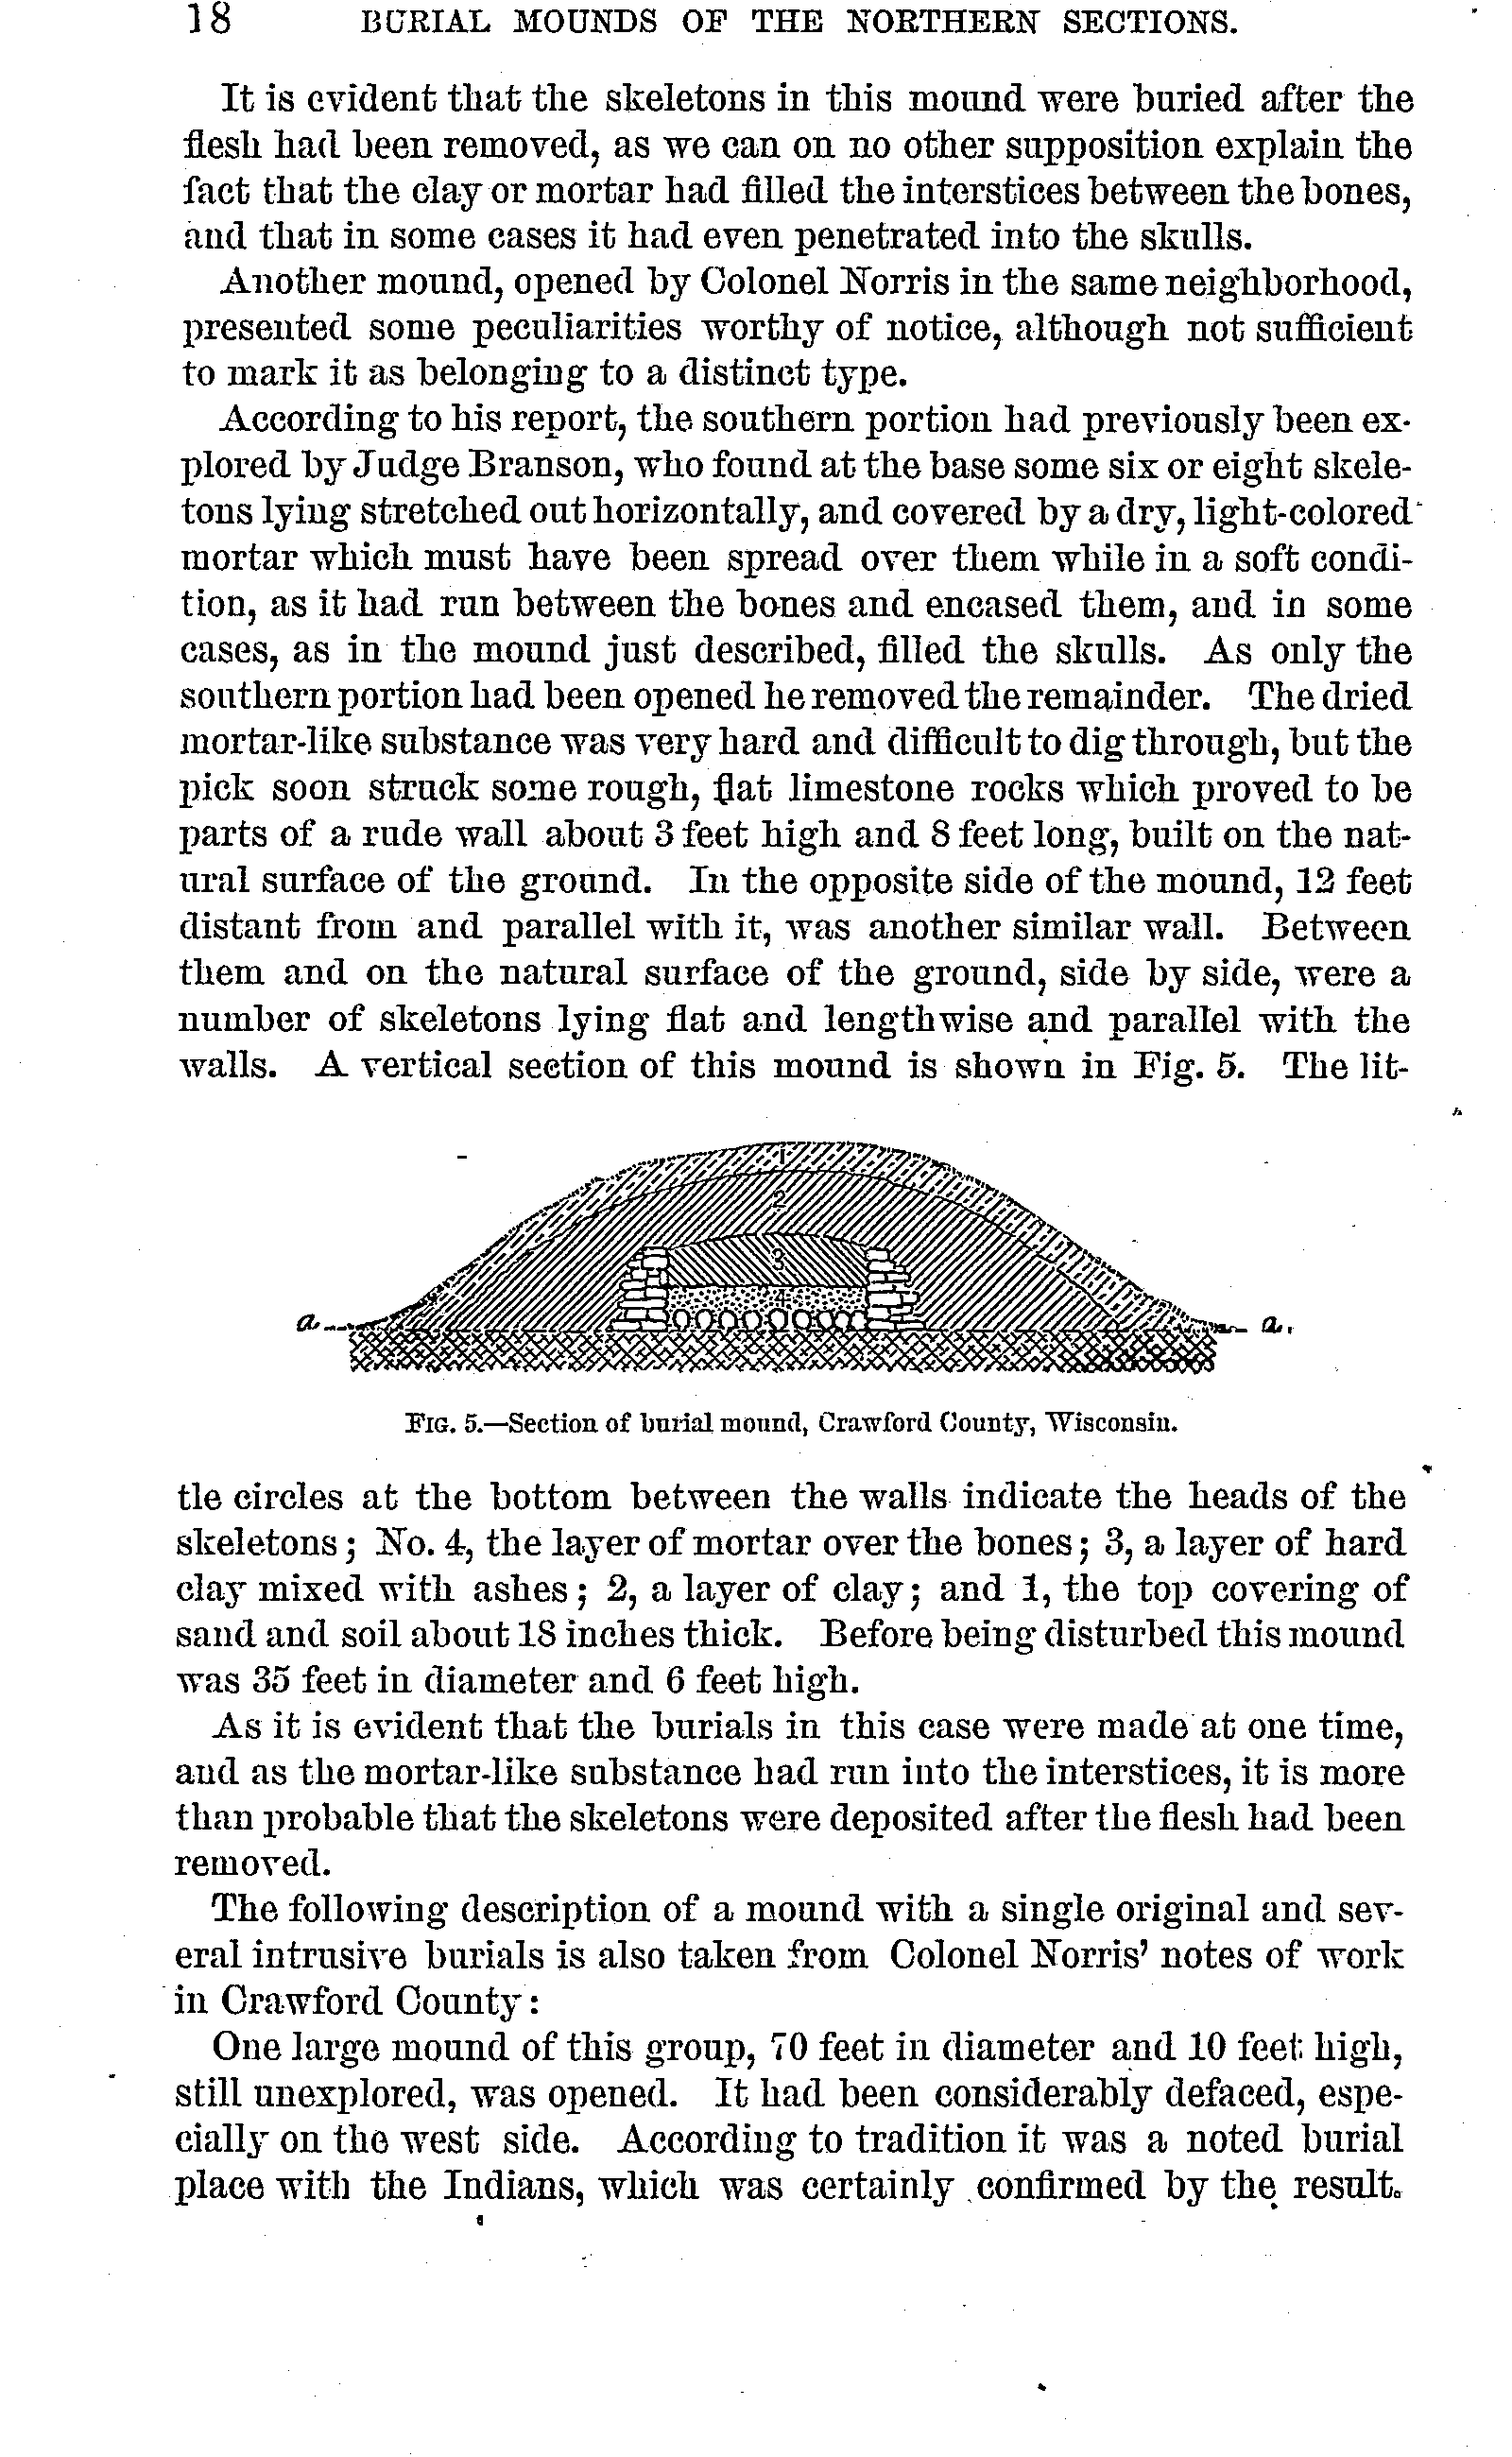 18 BURIAL MOUNDS OF THE NORTHERN SECTIONS.
It is evident that the skeletons in this mound were buried after the
flesh had been removed, as we can on no other supposition explain the
fact that the clay or mortar had filled the interstices between the bones,
and that in some cases it had even penetrated into the skulls.
Another mound, opened by Colonel Norris in the same neighborhood,
presented some peculiarities worthy of notice, although not sufficient
to mark it as belonging to a distinct type.
According to his report, the southern portion had previously been ex-
plored by Judge Branson, who found at the base some six or eight skele-
tons lying stretched out horizontally, and covered by a dry, light-colored
mortar which must have been spread over them while in a soft condi-
tion, as it had run between the bones and encased them, and in some
cases, as in the mound just described, filled the skulls. As only the
southern portion had been opened he removed the remainder. The dried
mortar-like substance was very hard and difficult to dig through, but the
pick soon struck some rough, flat limestone rocks which proved to be
parts of a rude wall about 3 feet high and 8 feet long, built on the nat-
ural surface of the ground. In the opposite side of the mound, 12 feet
distant from and parallel with it, was another similar wall. Between
them and on the natural surface of the ground, side by side, were a
number of skeletons lying flat and lengthwise and parallel with the
walls. A vertical section of this mound is shown in Fig. 5. The lit-
1
2
3
4
a. a.
FIG. 5.—Section of burial mound, Crawford County, Wisconsin.
tle circles at the bottom between the walls indicate the heads of the
skeletons; No. 4, the layer of mortar over the bones; 3, a layer of hard
clay mixed with ashes; 2, a layer of clay; and 1, the top covering of
sand and soil about 18 inches thick. Before being disturbed this mound
was 35 feet in diameter and 6 feet high.
As it is evident that the burials in this case were made at one time,
and as the mortar-like substance had run into the interstices, it is more
than probable that the skeletons were deposited after the flesh had been
removed.
The following description of a mound with a single original and sev-
eral intrusive burials is also taken from Colonel Norris' notes of work
in Crawford County:
One large mound of this group, 70 feet in diameter and 10 feet high,
still unexplored, was opened. It had been considerably defaced, espe-
cially on the west side. According to tradition it was a noted burial
place with the Indians, which was certainly confirmed by the result.